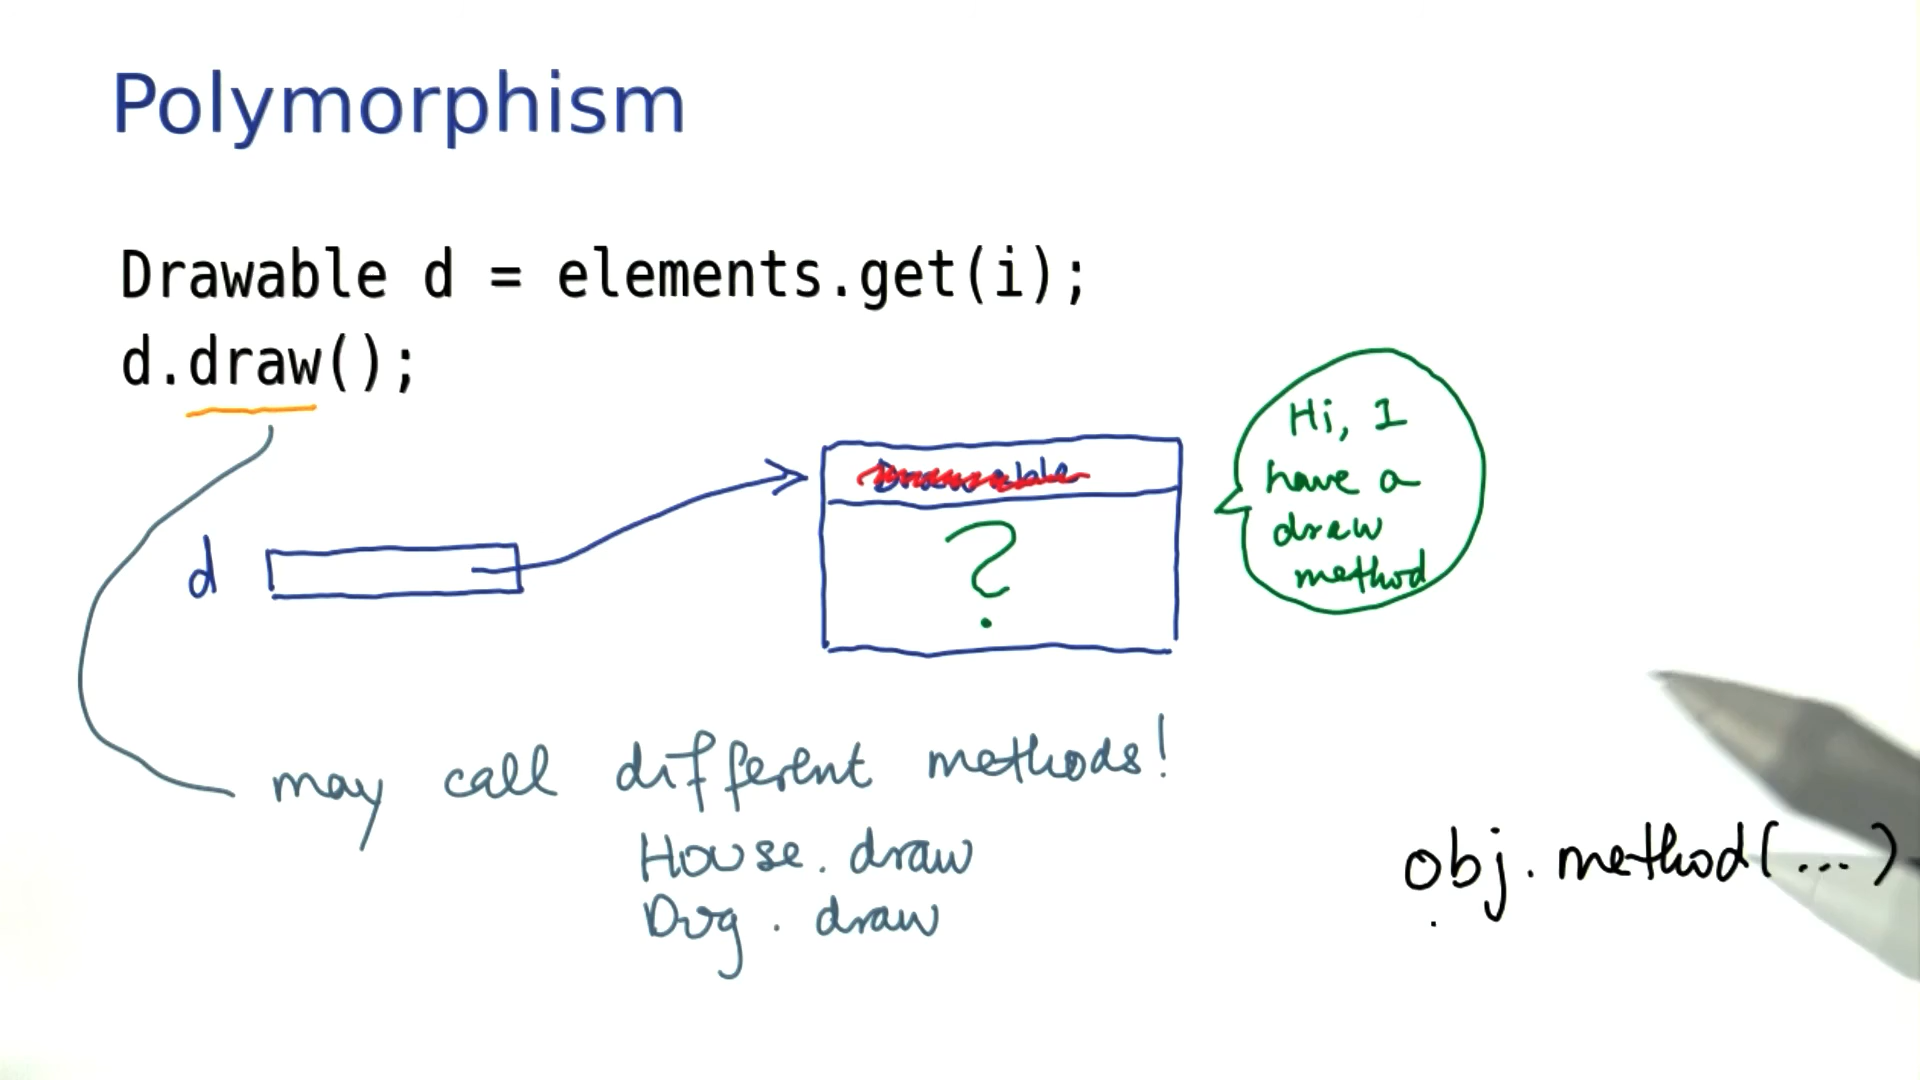 Polymorphism
Drawable d = elements.get(i);
d.draw();
Hi, I
have a
draw
method
Drawable
d
?
may call different methods!
House. draw
Dog. draw
obj. method(...)